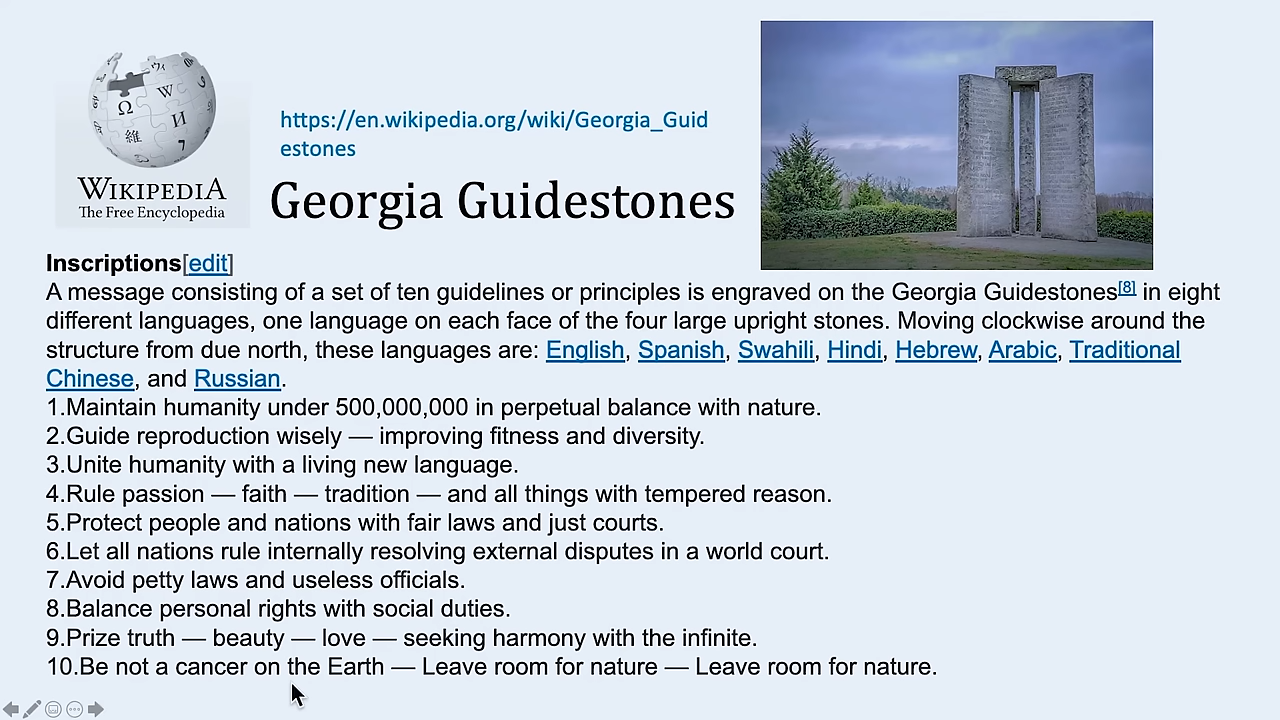 WIKIPEDIA
The Free Encyclopedia
https://en.wikipedia.org/wiki/Georgia_Guid
estones
Georgia Guidestones
Inscriptions[edit]
A message consisting of a set of ten guidelines or principles is engraved on the Georgia Guidestones[8] in eight
different languages, one language on each face of the four large upright stones. Moving clockwise around the
structure from due north, these languages are: English, Spanish, Swahili, Hindi, Hebrew, Arabic, Traditional
Chinese, and Russian.
1.Maintain humanity under 500,000,000 in perpetual balance with nature.
2.Guide reproduction wisely — improving fitness and diversity.
3.Unite humanity with a living new language.
4.Rule passion — faith — tradition — and all things with tempered reason.
5.Protect people and nations with fair laws and just courts.
6.Let all nations rule internally resolving external disputes in a world court.
7.Avoid petty laws and useless officials.
8.Balance personal rights with social duties.
9.Prize truth — beauty — love — seeking harmony with the infinite.
10.Be not a cancer on the Earth — Leave room for nature — Leave room for nature.